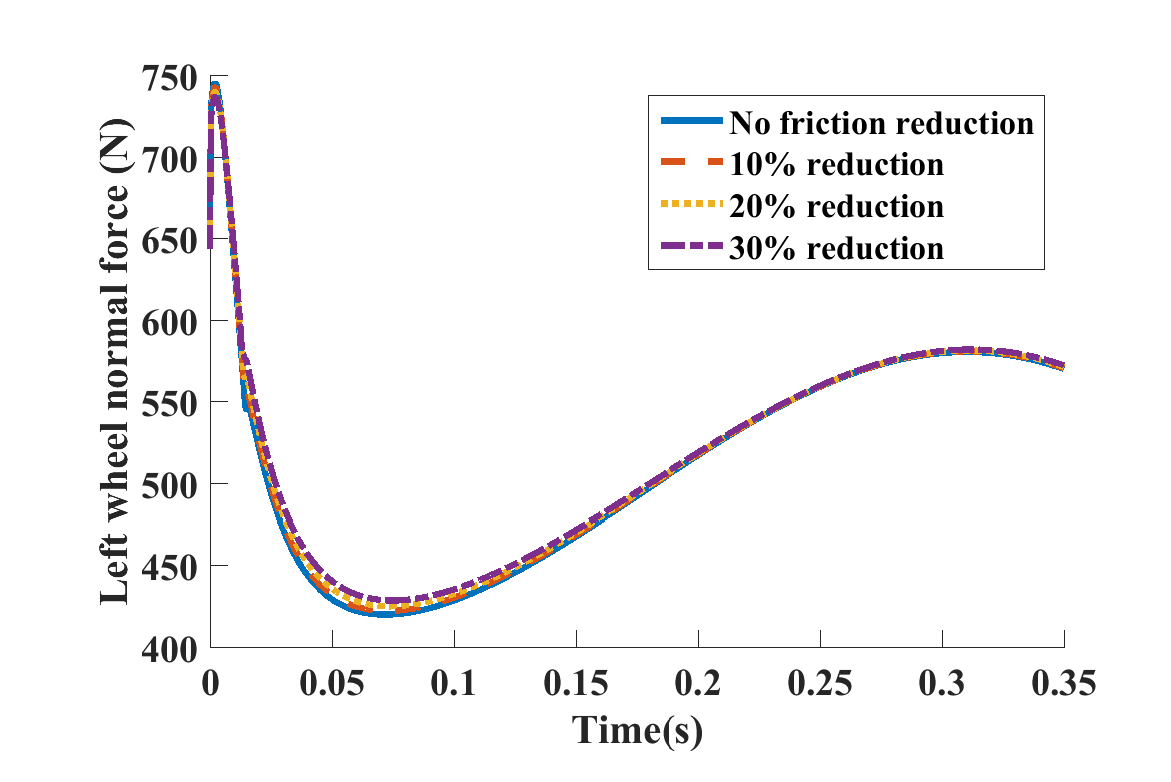 Left wheel normal force (N)
750
700
650
600
550
500
450
400
No friction reduction
10% reduction
20% reduction
30% reduction
0 0.05 0.1 0.15 0.2 0.25 0.3 0.35
Time(s)